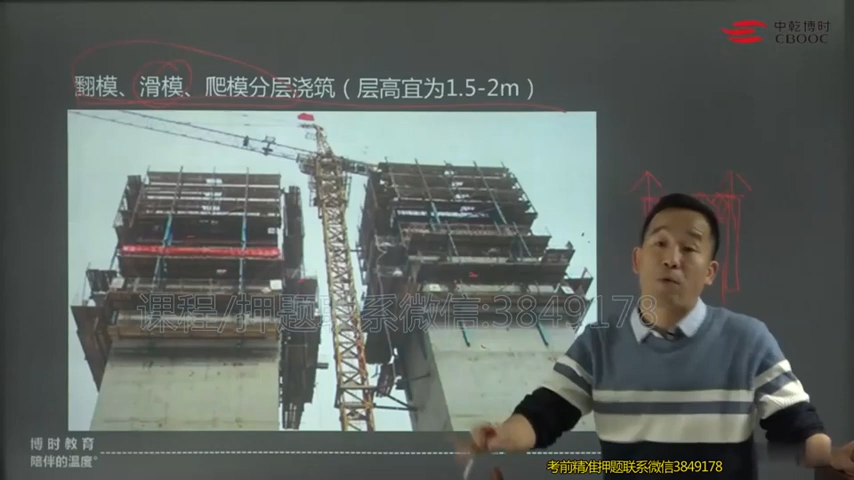 中乾博时
CBOOC
翻模、滑模、爬模分层浇筑（层高宜为1.5-2m）
课程/押题联系微信:3849178
博时教育
陪伴的温度°
考前精准押题联系微信3849178